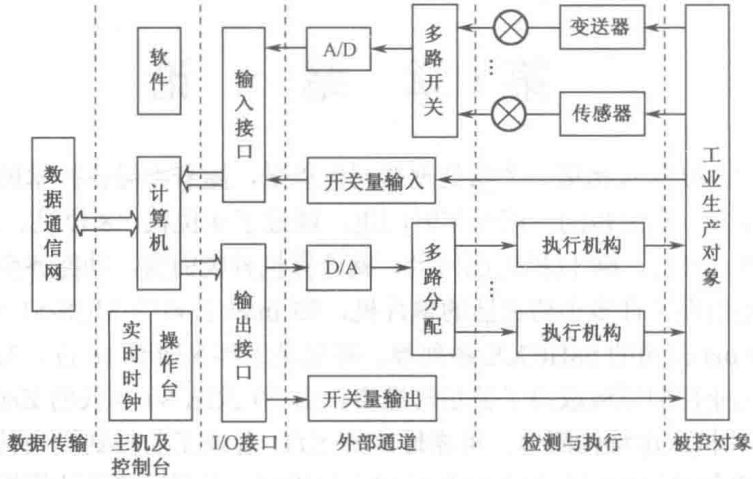 软件
输入接口
A/D
多路开关
变送器
⋮
传感器
工业生产对象
数据通信网
计算机
开关量输入
输出接口
D/A
多路分配
执行机构
⋮
执行机构
实时时钟
操作台
开关量输出
数据传输
主机及
控制台
I/O接口
外部通道
检测与执行
被控对象